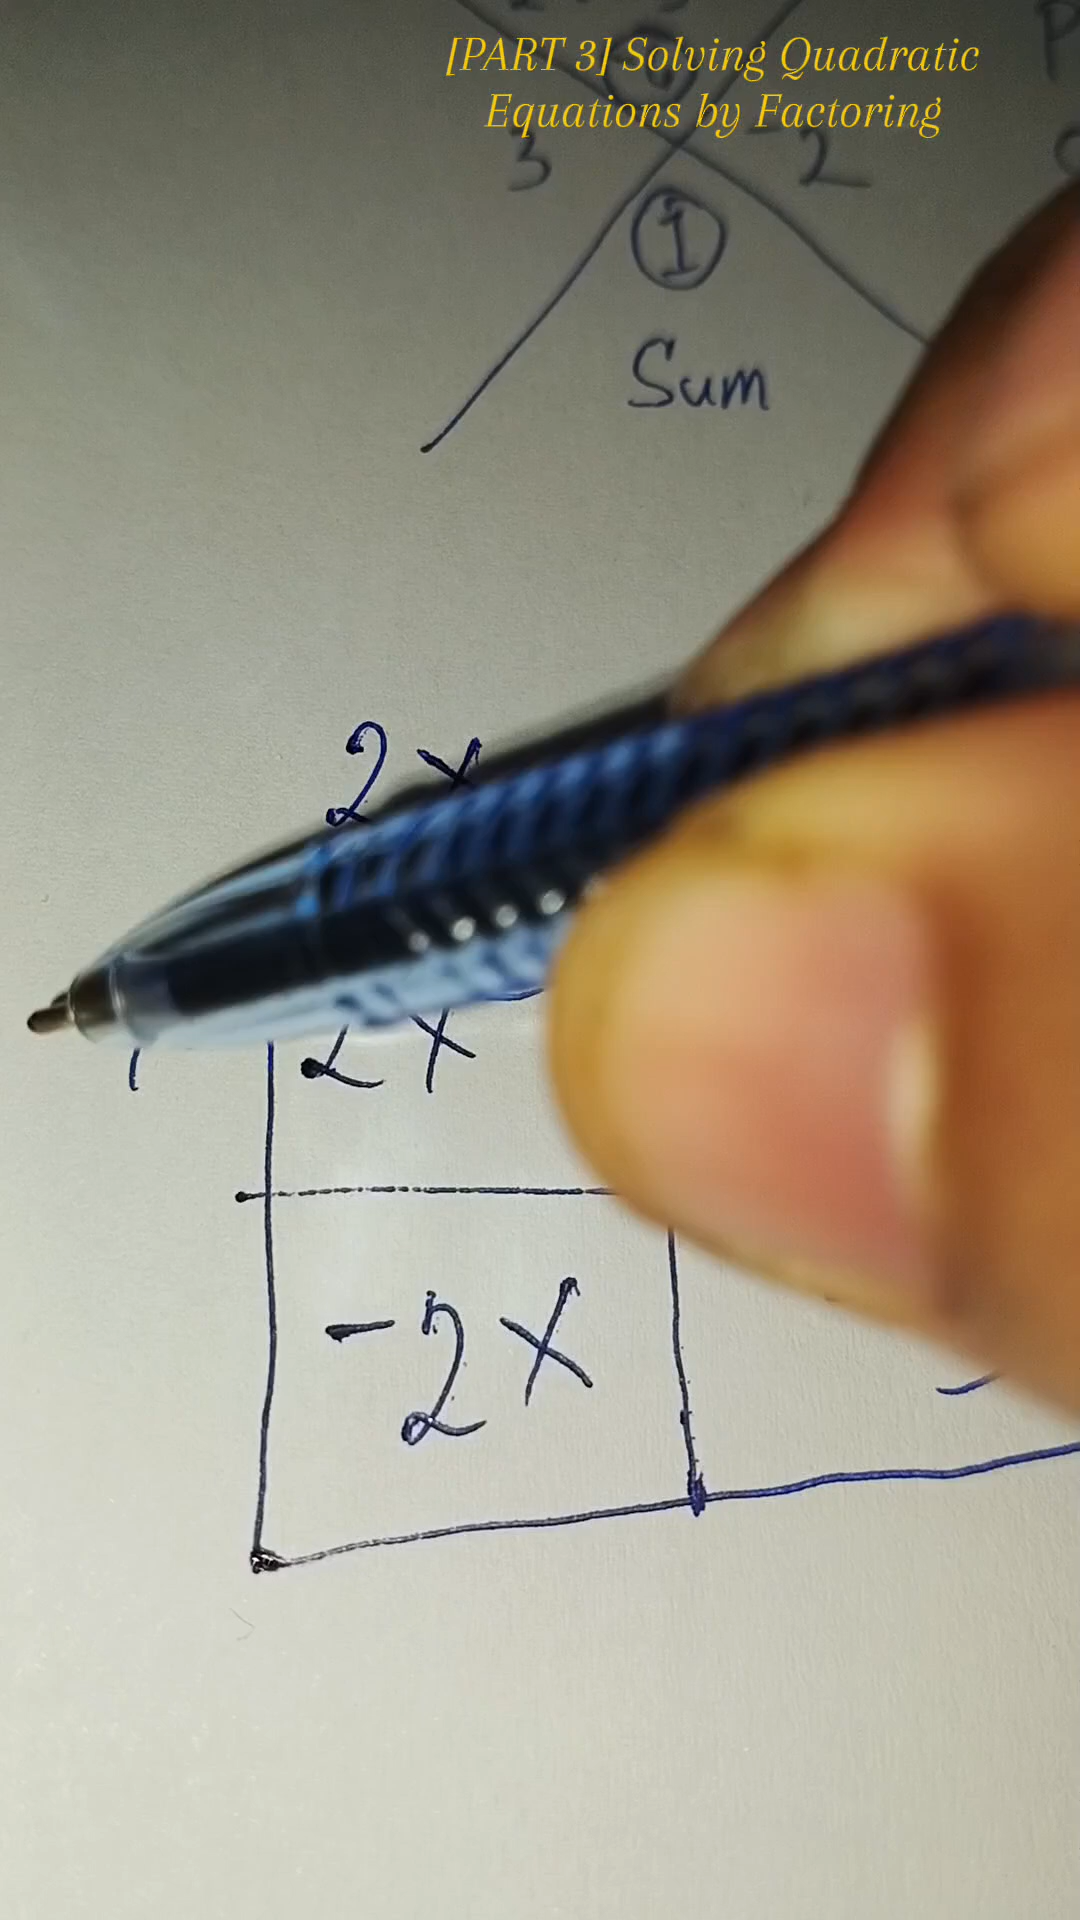 [PART 3] Solving Quadratic
Equations by Factoring
3 -2
1
Sum
2x
2x
-2x